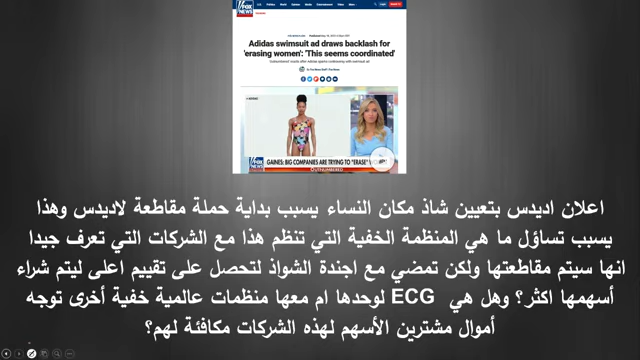 FOX NEWS
Adidas swimsuit ad draws backlash for
'erasing women': 'This seems coordinated'
GAINES: BIG COMPANIES ARE TRYING TO "ERASE"
OUTNUMBERED
اعلان اديدس بتعيين شاذ مكان النساء يسبب بداية حملة مقاطعة لاديدس وهذا
يسبب تساؤل ما هي المنظمة الخفية التي تنظم هذا مع الشركات التي تعرف جيدا
انها سيتم مقاطعتها ولكن تمضي مع اجندة الشواذ لتحصل على تقييم اعلى ليتم شراء
أسهمها اكثر؟ وهل هي ECG لوحدها ام معها منظمات عالمية خفية أخرى توجه
أموال مشترين الأسهم لهذه الشركات مكافئة لهم؟